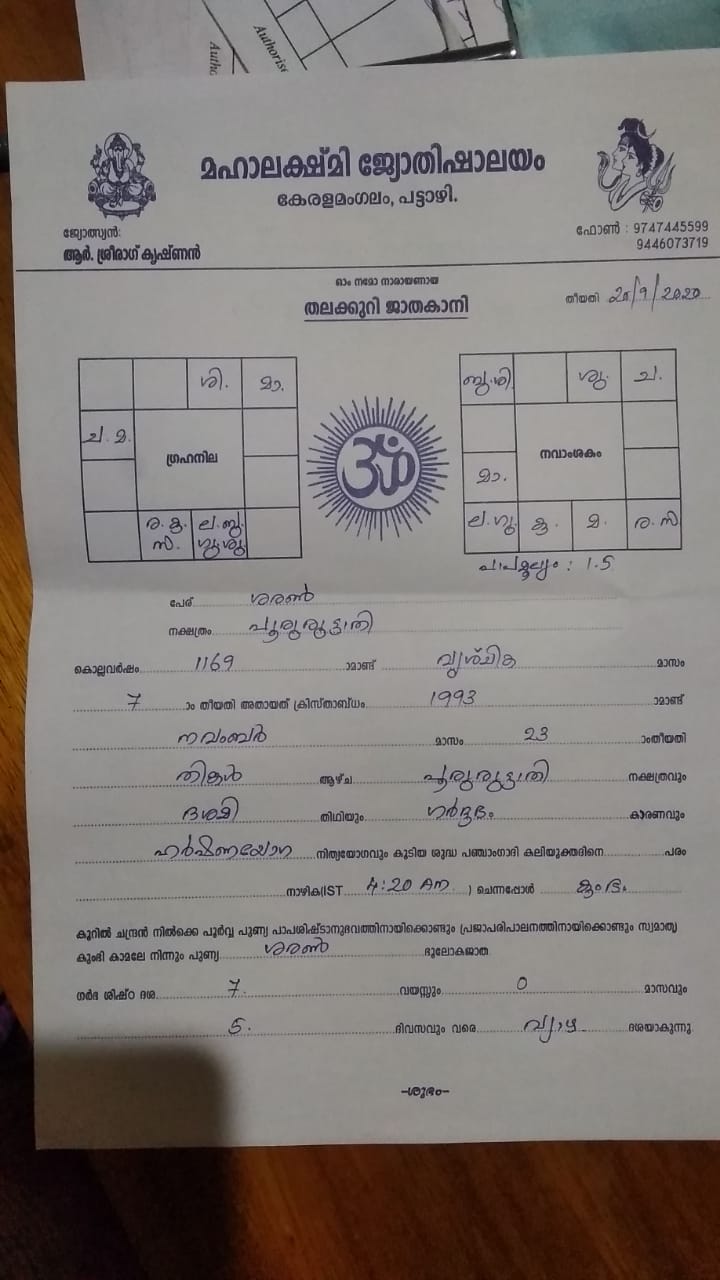 Authorise
Autho
മഹാലക്ഷ്മി ജ്യോതിഷാലയം
കേരളമംഗലം, പട്ടാഴി.
ജ്യോത്സ്യൻ:
ആർ. ശ്രീരാഗ് കൃഷ്ണൻ
ഫോൺ : 9747445599
9446073719
ഓം നമോ നാരായണായ
തലക്കുറി ജാതകാനി
തീയതി 20/9/2020
ശി. മാ.
ച. മ.
ഗ്രഹനില
ര. കു. ല. ബു.
സ. ഗു. ശു
ബു. ശി ശു. ച.
നവാംശകം
മാ.
ല. ഗു. കു. മ. ര. സ
ഓം
പാപമൂല്യം : 1.5
പേര് ശരൺ
നക്ഷത്രം പൂരുരുട്ടാതി
കൊല്ലവർഷം 1169 ാമാണ്ട് വൃശ്ചിക മാസം
7 ാം തീയതി അതായത് ക്രിസ്താബ്ധം 1993 ാമാണ്ട്
നവംബർ മാസം 23 ാംതീയതി
തിങ്കൾ ആഴ്ച പൂരുരുട്ടാതി നക്ഷത്രവും
ദശമി തിഥിയും ഗർദ്ദഭം കാരണവും
ഹർഷണയോഗ നിത്യയോഗവും കൂടിയ ശുദ്ധ പഞ്ചാംഗാദി കലിയുക്തദിനെ പരം
നാഴിക(IST 4:20 AM ) ചെന്നപ്പോൾ കുംഭം
കൂറിൽ ചന്ദ്രൻ നിൽക്കെ പൂർവ്വ പുണ്യ പാപശിഷ്ടാനുഭവത്തിനായിക്കൊണ്ടും പ്രജാപരിപാലനത്തിനായിക്കൊണ്ടും സ്വമാതൃ
കുംഭി കാമലേ നിന്നും പുണ്യ ശരൺ ഭൂലോകജാത
ഗർഭ ശിഷ്ഠ ദശ 7 വയസ്സും 0 മാസവും
5. ദിവസവും വരെ വ്യാഴ ദശയാകുന്നു
-ശുഭം-